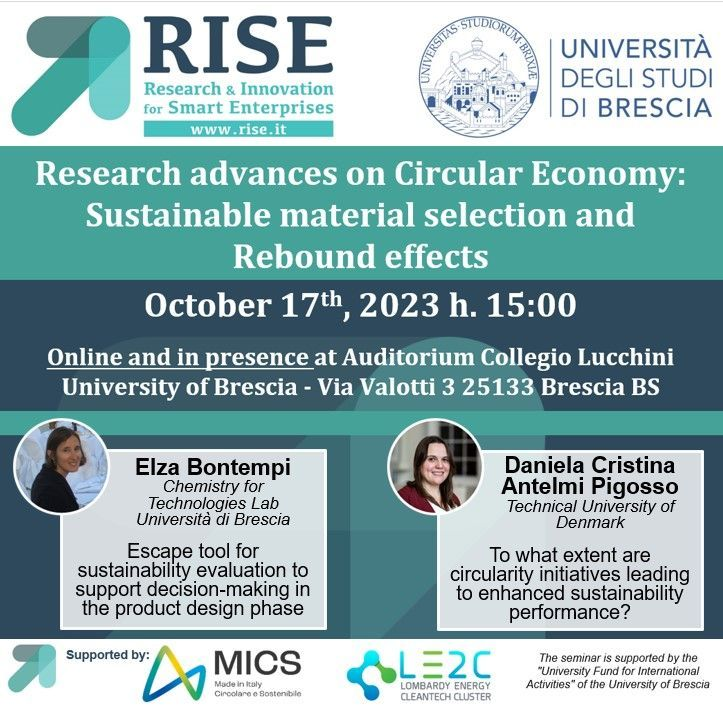 RISE
Research & Innovation
for Smart Enterprises
www.rise.it
UNIVERSITAS · STUDIORUM · BRIXIÆ
UNIVERSITÀ
DEGLI STUDI
DI BRESCIA
Research advances on Circular Economy:
Sustainable material selection and
Rebound effects
October 17th, 2023 h. 15:00
Online and in presence at Auditorium Collegio Lucchini
University of Brescia - Via Valotti 3 25133 Brescia BS
Elza Bontempi
Chemistry for
Technologies Lab
Università di Brescia
Escape tool for
sustainability evaluation to
support decision-making in
the product design phase
Daniela Cristina
Antelmi Pigosso
Technical University of
Denmark
To what extent are
circularity initiatives leading
to enhanced sustainability
performance?
Supported by:
MICS
Made in Italy
Circolare e Sostenibile
LE2C
LOMBARDY ENERGY
CLEANTECH CLUSTER
The seminar is supported by the
"University Fund for International
Activities" of the University of Brescia